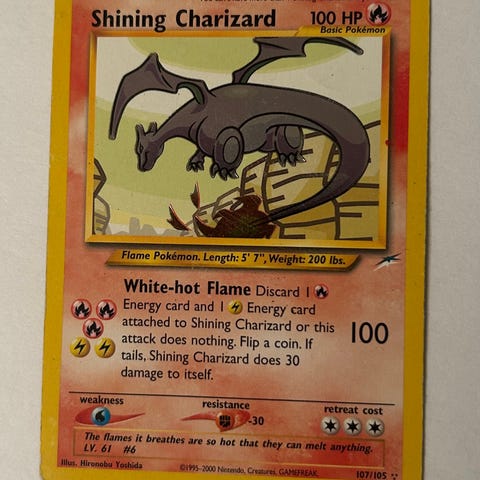 Shining Charizard 100 HP
Basic Pokémon
Flame Pokémon. Length: 5' 7", Weight: 200 lbs.
White-hot Flame Discard 1
Energy card and 1 Energy card
attached to Shining Charizard or this
attack does nothing. Flip a coin. If
tails, Shining Charizard does 30
damage to itself.
100
weakness resistance retreat cost
-30
The flames it breathes are so hot that they can melt anything.
LV. 61 #6
Illus. Hironobu Yoshida ©1995-2000 Nintendo, Creatures, GAMEFREAK. 107/105